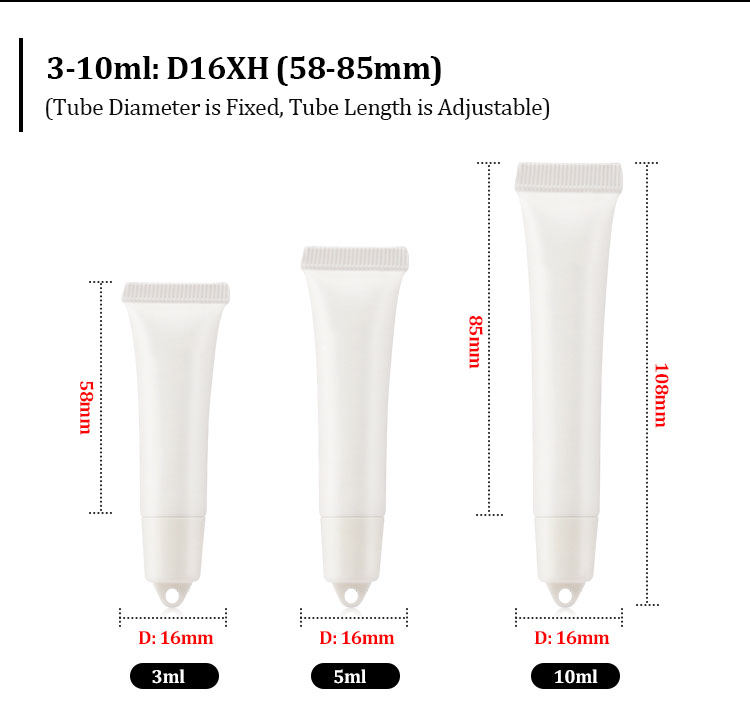 3-10ml: D16XH (58-85mm)
(Tube Diameter is Fixed, Tube Length is Adjustable)
58mm
85mm
108mm
D: 16mm
D: 16mm
D: 16mm
3ml
5ml
10ml